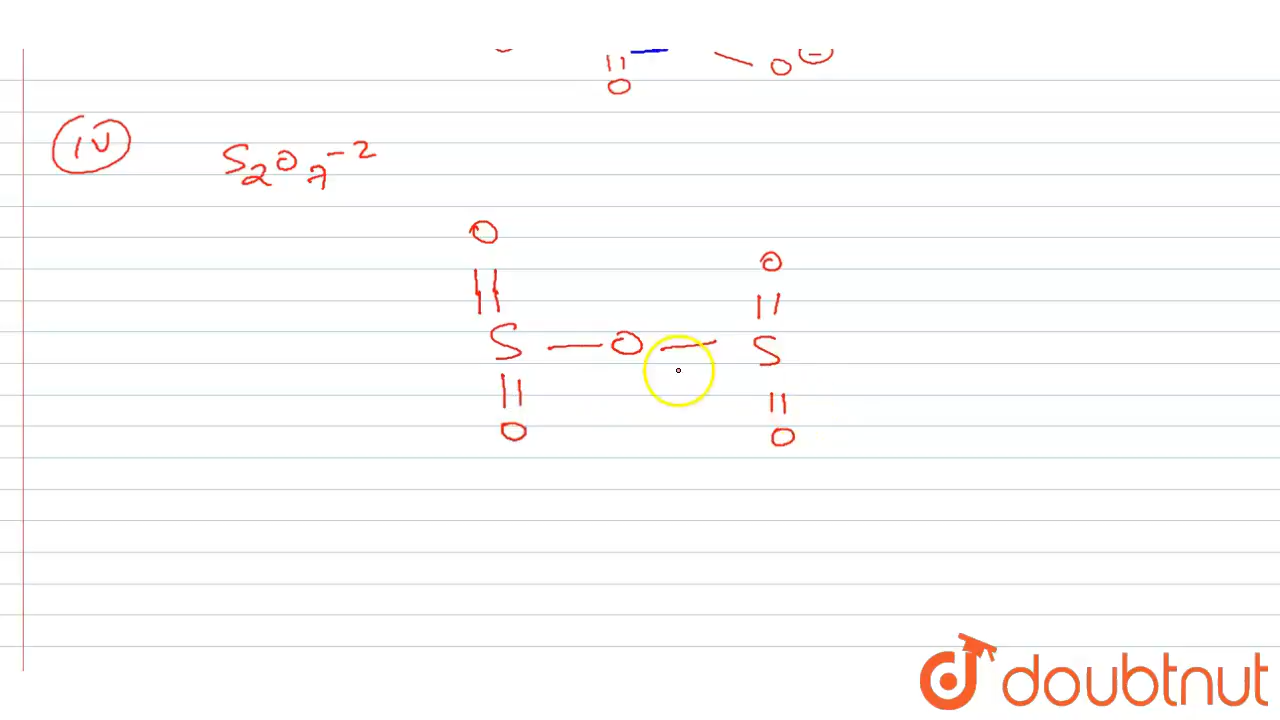 O ⊖
O
(iv) S₂O₇⁻²
O
O
S — O — S
O O
doubtnut